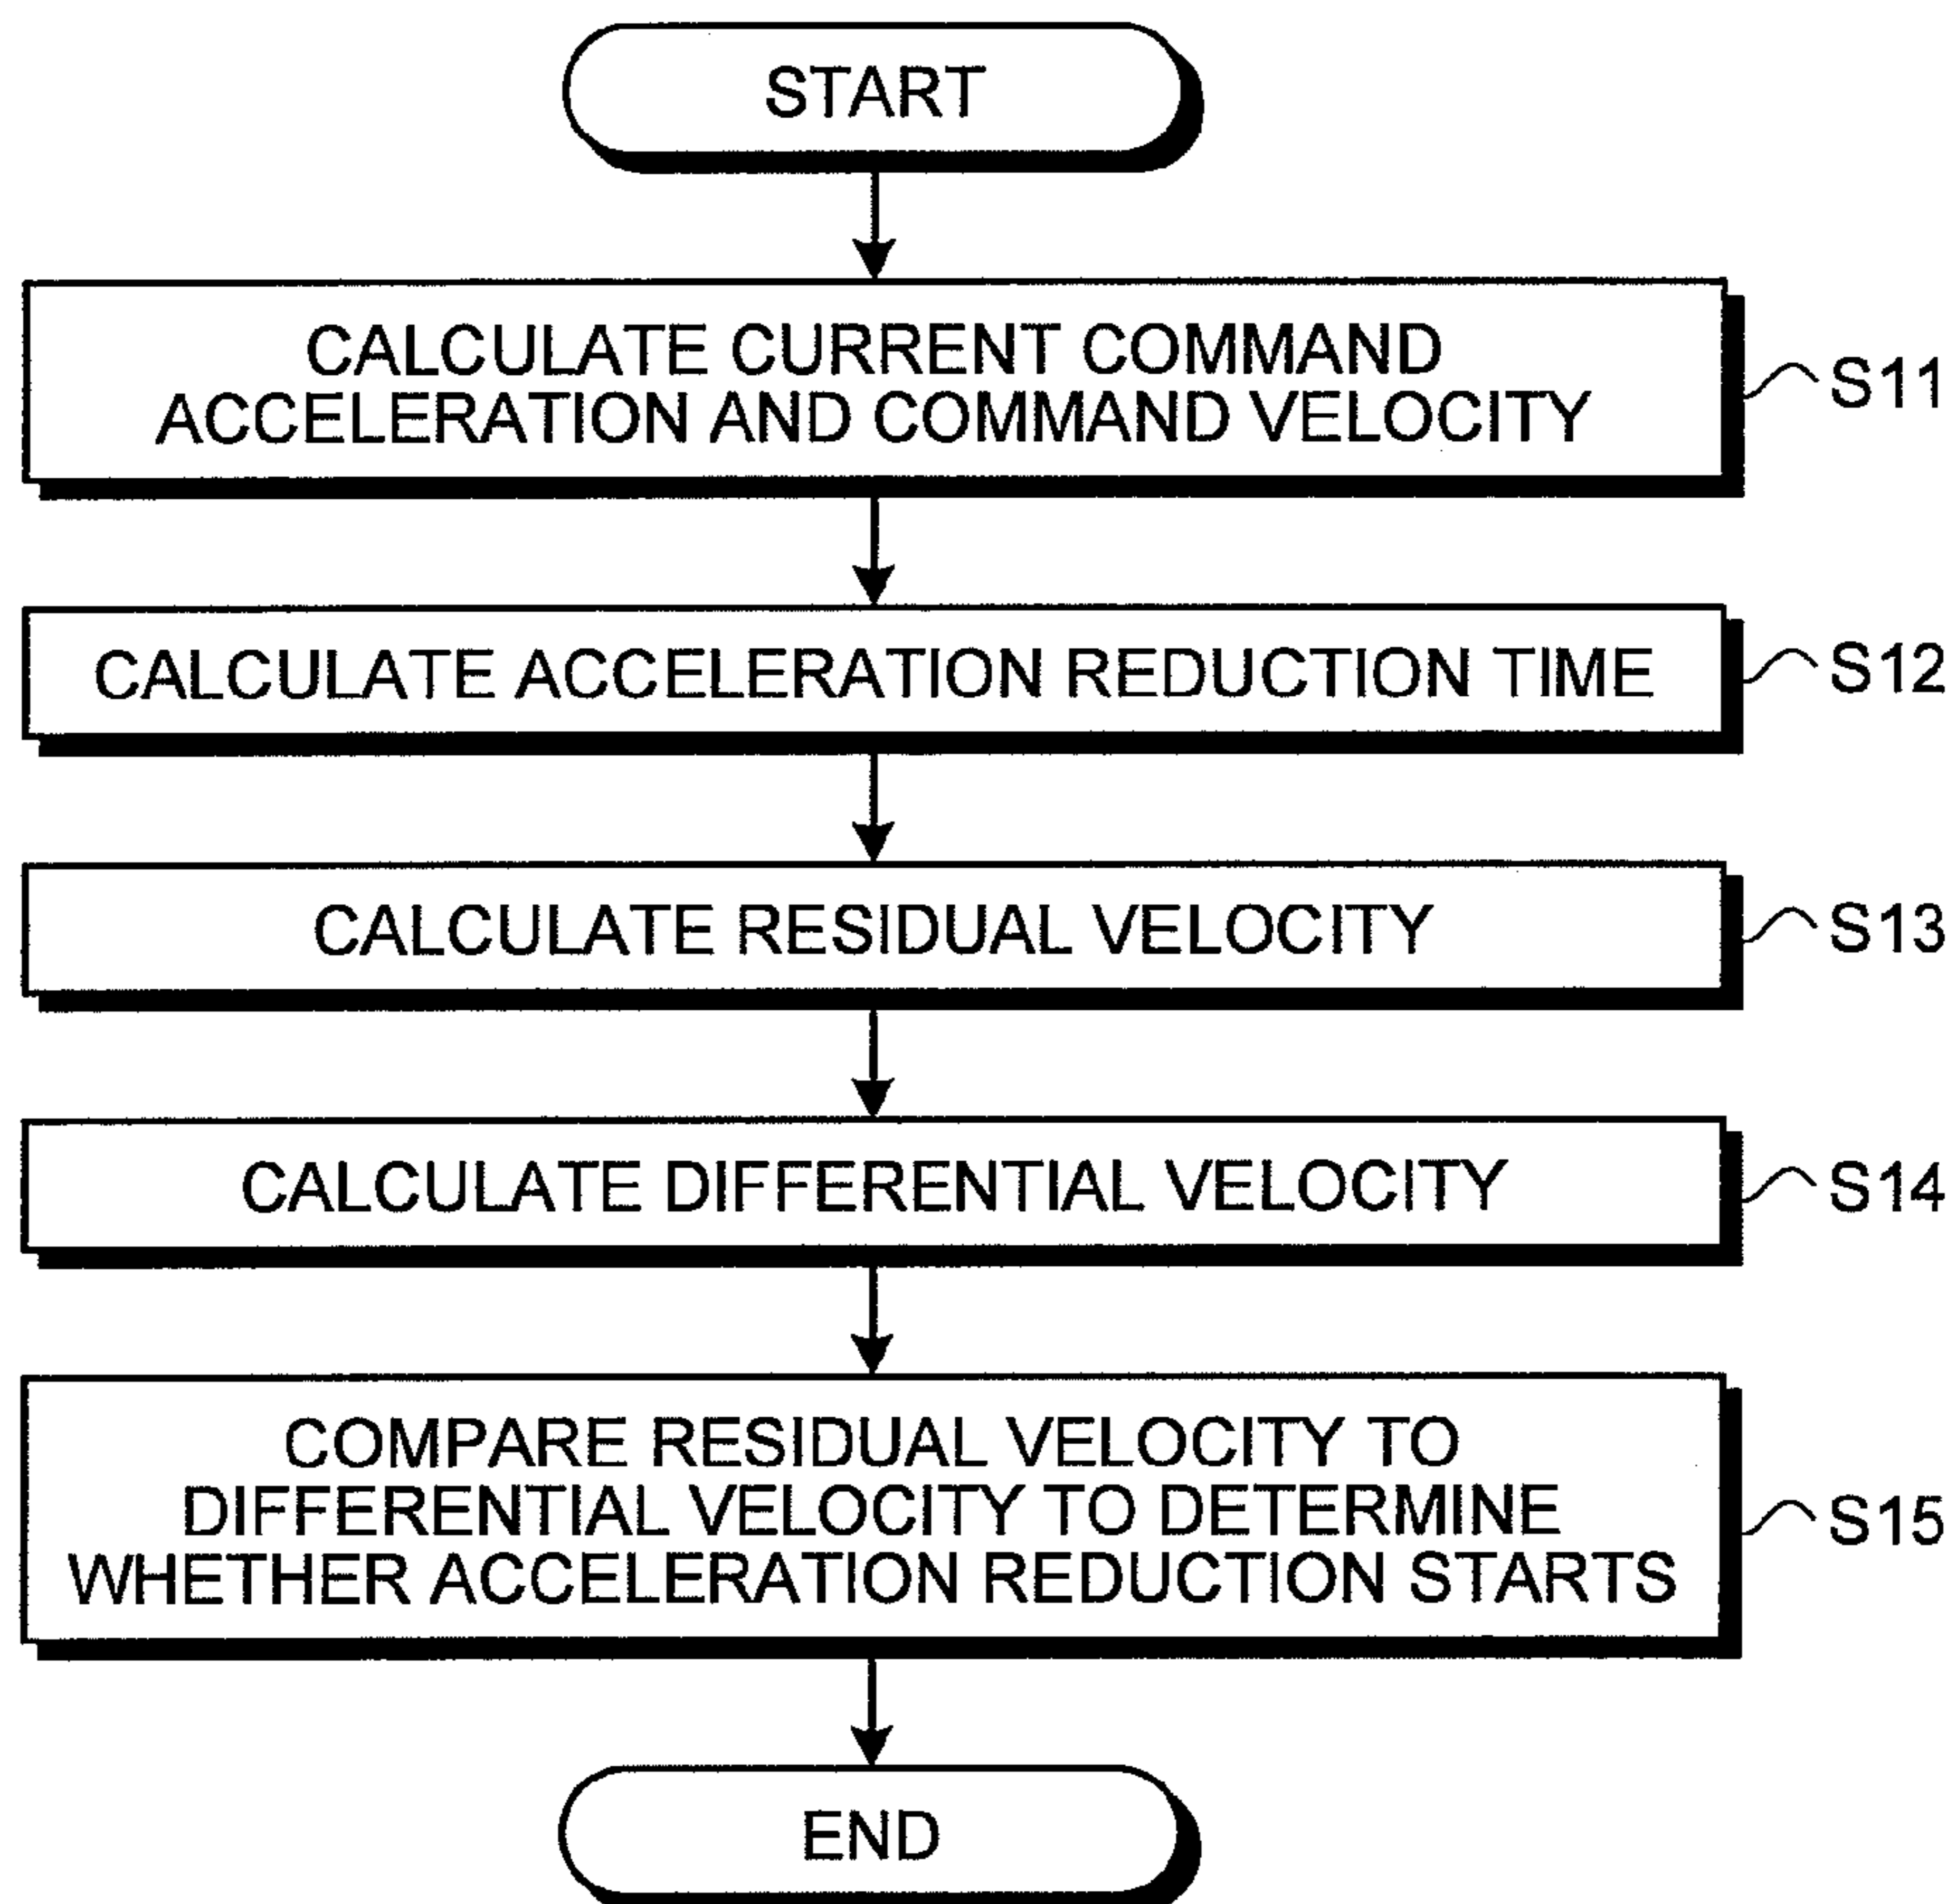 START
CALCULATE CURRENT COMMAND
ACCELERATION AND COMMAND VELOCITY
S11
CALCULATE ACCELERATION REDUCTION TIME
S12
CALCULATE RESIDUAL VELOCITY
S13
CALCULATE DIFFERENTIAL VELOCITY
S14
COMPARE RESIDUAL VELOCITY TO
DIFFERENTIAL VELOCITY TO DETERMINE
WHETHER ACCELERATION REDUCTION STARTS
S15
END